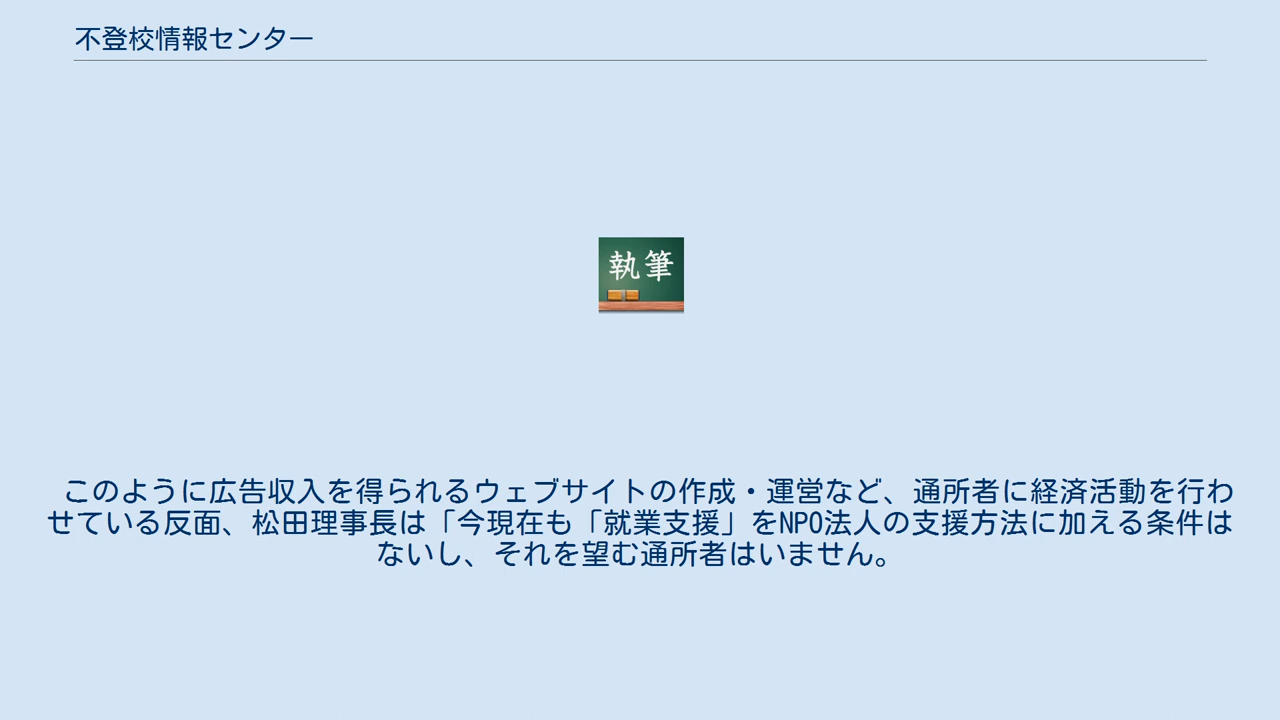 不登校情報センター
執筆
このように広告収入を得られるウェブサイトの作成・運営など、通所者に経済活動を行わ
せている反面、松田理事長は「今現在も「就業支援」をNPO法人の支援方法に加える条件は
ないし、それを望む通所者はいません。